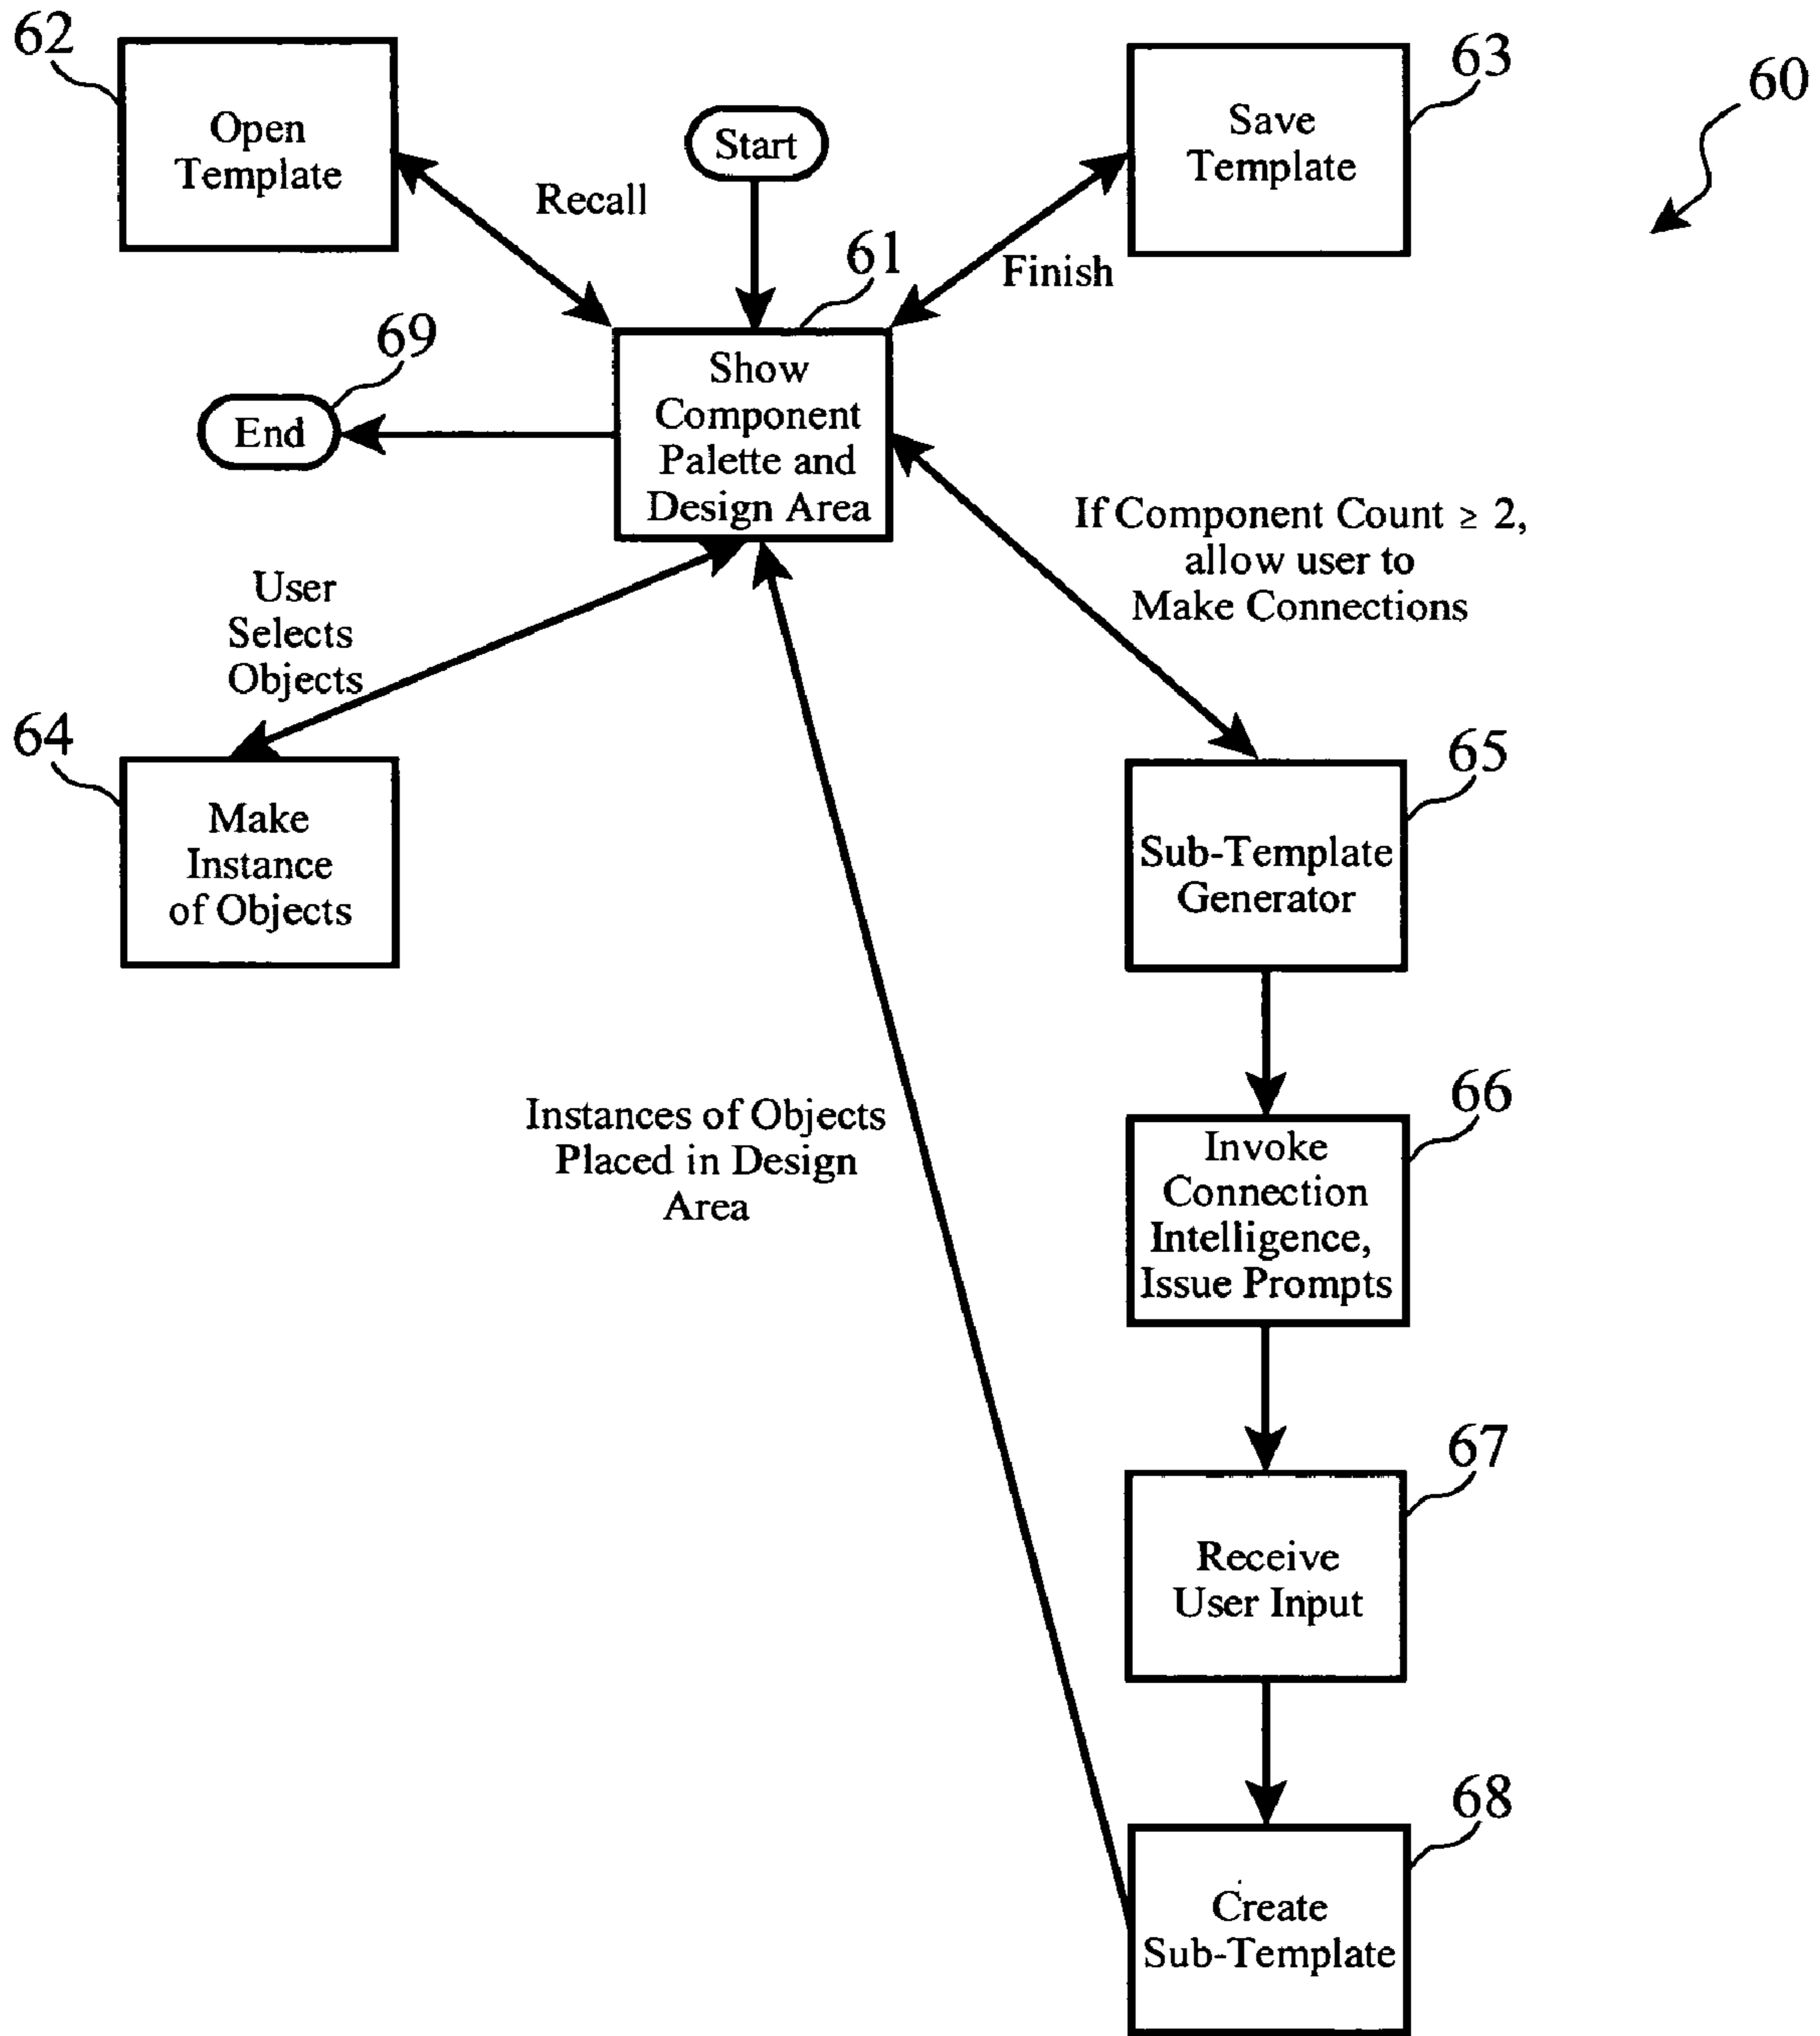 62
Open
Template
Start
Recall
63
Save
Template
60
Finish
61
Show
Component
Palette and
Design Area
69
End
If Component Count ≥ 2,
allow user to
Make Connections
User
Selects
Objects
64
Make
Instance
of Objects
65
Sub-Template
Generator
Instances of Objects
Placed in Design
Area
66
Invoke
Connection
Intelligence,
Issue Prompts
67
Receive
User Input
68
Create
Sub-Template